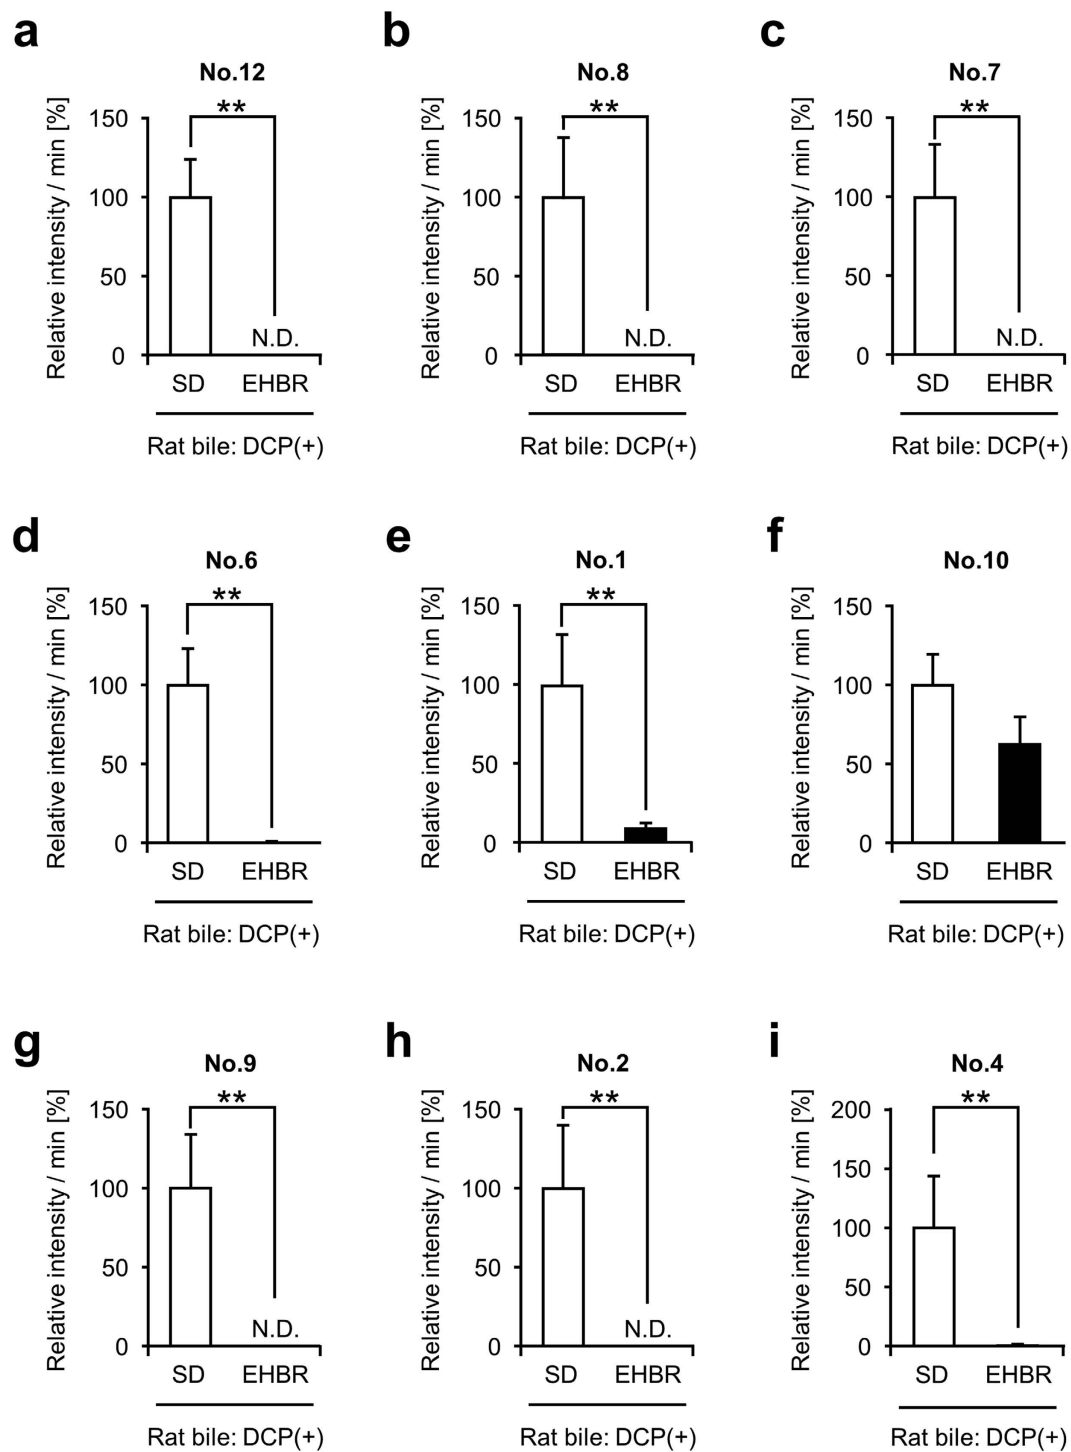 a
No.12
Relative intensity / min [%]
150
**
100
50
0
N.D.
SD EHBR
Rat bile: DCP(+)
b
No.8
Relative intensity / min [%]
150
**
100
50
0
N.D.
SD EHBR
Rat bile: DCP(+)
c
No.7
Relative intensity / min [%]
150
**
100
50
0
N.D.
SD EHBR
Rat bile: DCP(+)
d
No.6
Relative intensity / min [%]
150
**
100
50
0
SD EHBR
Rat bile: DCP(+)
e
No.1
Relative intensity / min [%]
150
**
100
50
0
SD EHBR
Rat bile: DCP(+)
f
No.10
Relative intensity / min [%]
150
100
50
0
SD EHBR
Rat bile: DCP(+)
g
No.9
Relative intensity / min [%]
150
**
100
50
0
N.D.
SD EHBR
Rat bile: DCP(+)
h
No.2
Relative intensity / min [%]
150
**
100
50
0
N.D.
SD EHBR
Rat bile: DCP(+)
i
No.4
Relative intensity / min [%]
200
**
150
100
50
0
SD EHBR
Rat bile: DCP(+)